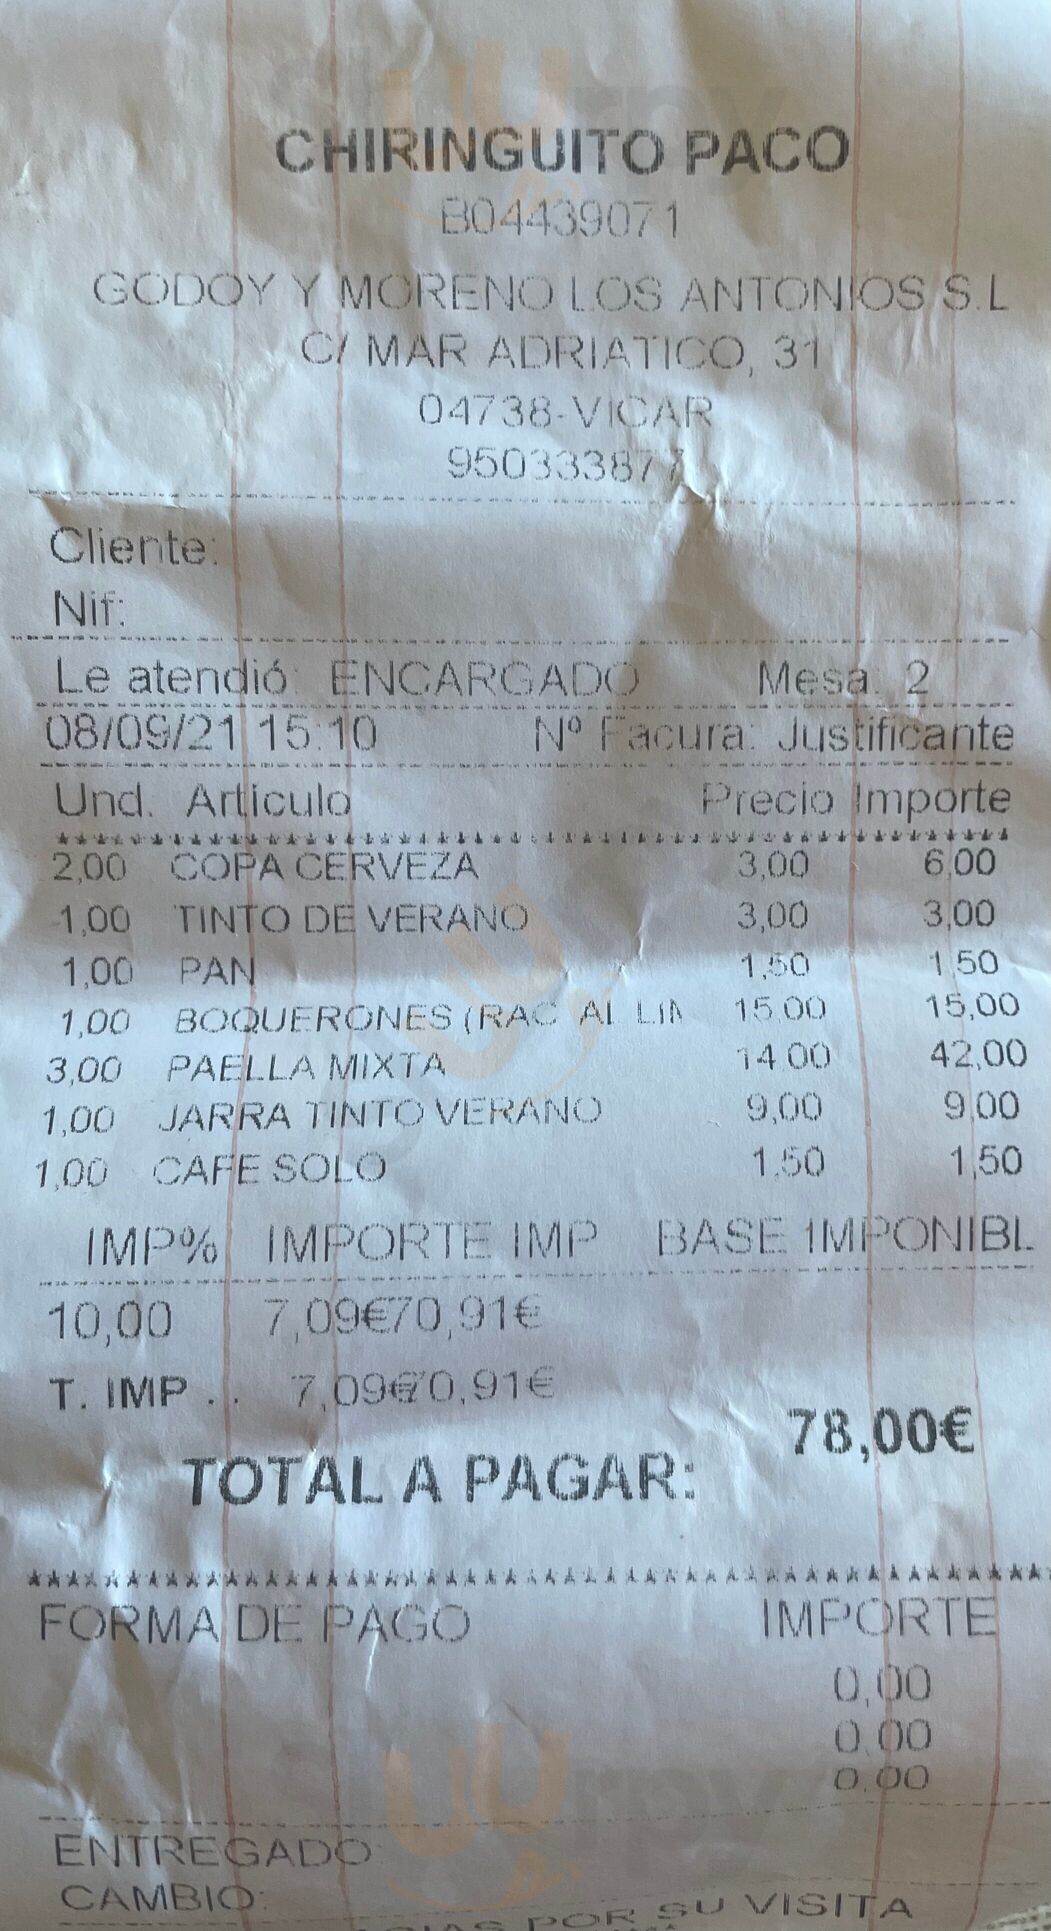 CHIRINGUITO PACO
B04439071
GODOY Y MORENO LOS ANTONIOS S.L
C/ MAR ADRIATICO, 31
04738-VICAR
950333877
Cliente:
Nif:
Le atendió: ENCARGADO Mesa: 2
08/09/21 15:10 Nº Facura: Justificante
Und. Articulo Precio Importe
2,00 COPA CERVEZA 3,00 6,00
1,00 TINTO DE VERANO 3,00 3,00
1,00 PAN 1,50 1,50
1,00 BOQUERONES (RAC AL LIM 15,00 15,00
3,00 PAELLA MIXTA 14,00 42,00
1,00 JARRA TINTO VERANO 9,00 9,00
1,00 CAFE SOLO 1,50 1,50
IMP% IMPORTE IMP BASE IMPONIBL
10,00 7,09€70,91€
T. IMP .. 7,09€70,91€
TOTAL A PAGAR: 78,00€
FORMA DE PAGO IMPORTE
0,00
0,00
0,00
ENTREGADO
CAMBIO:
POR SU VISITA